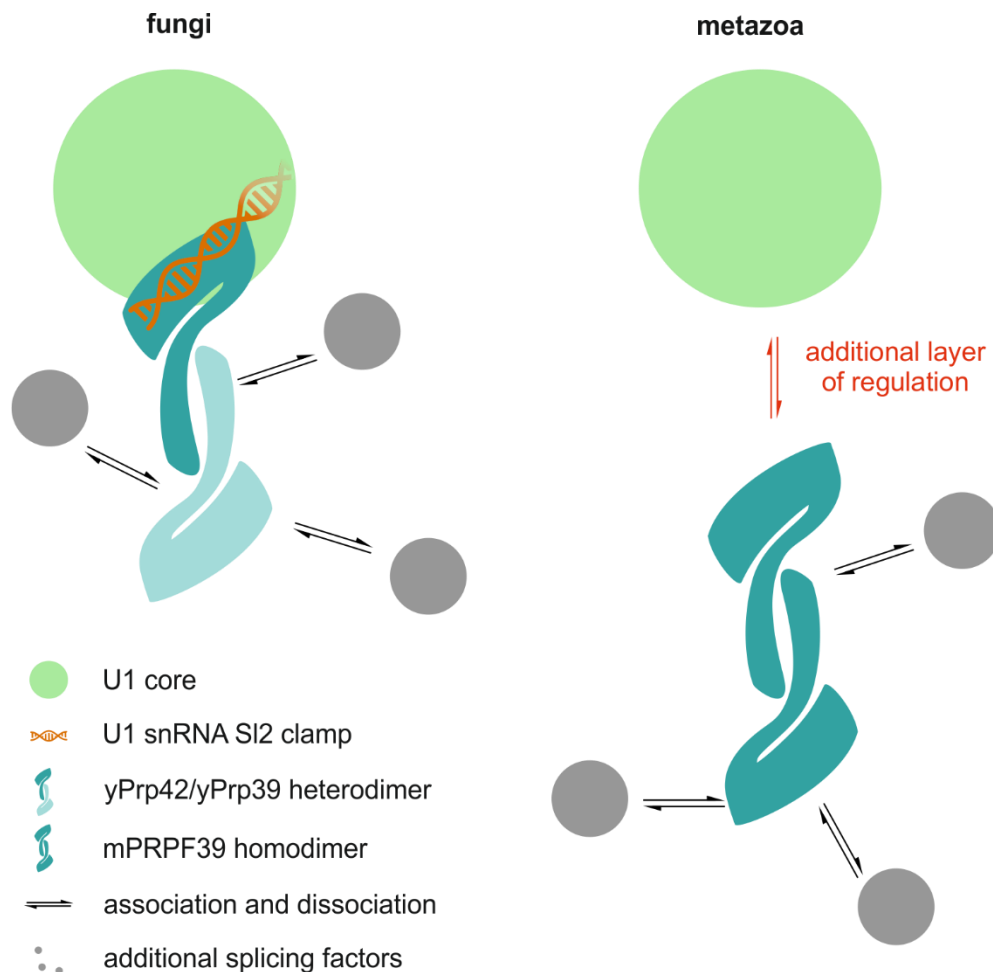 fungi
metazoa
additional layer
of regulation
U1 core
U1 snRNA Sl2 clamp
yPrp42/yPrp39 heterodimer
mPRPF39 homodimer
association and dissociation
additional splicing factors